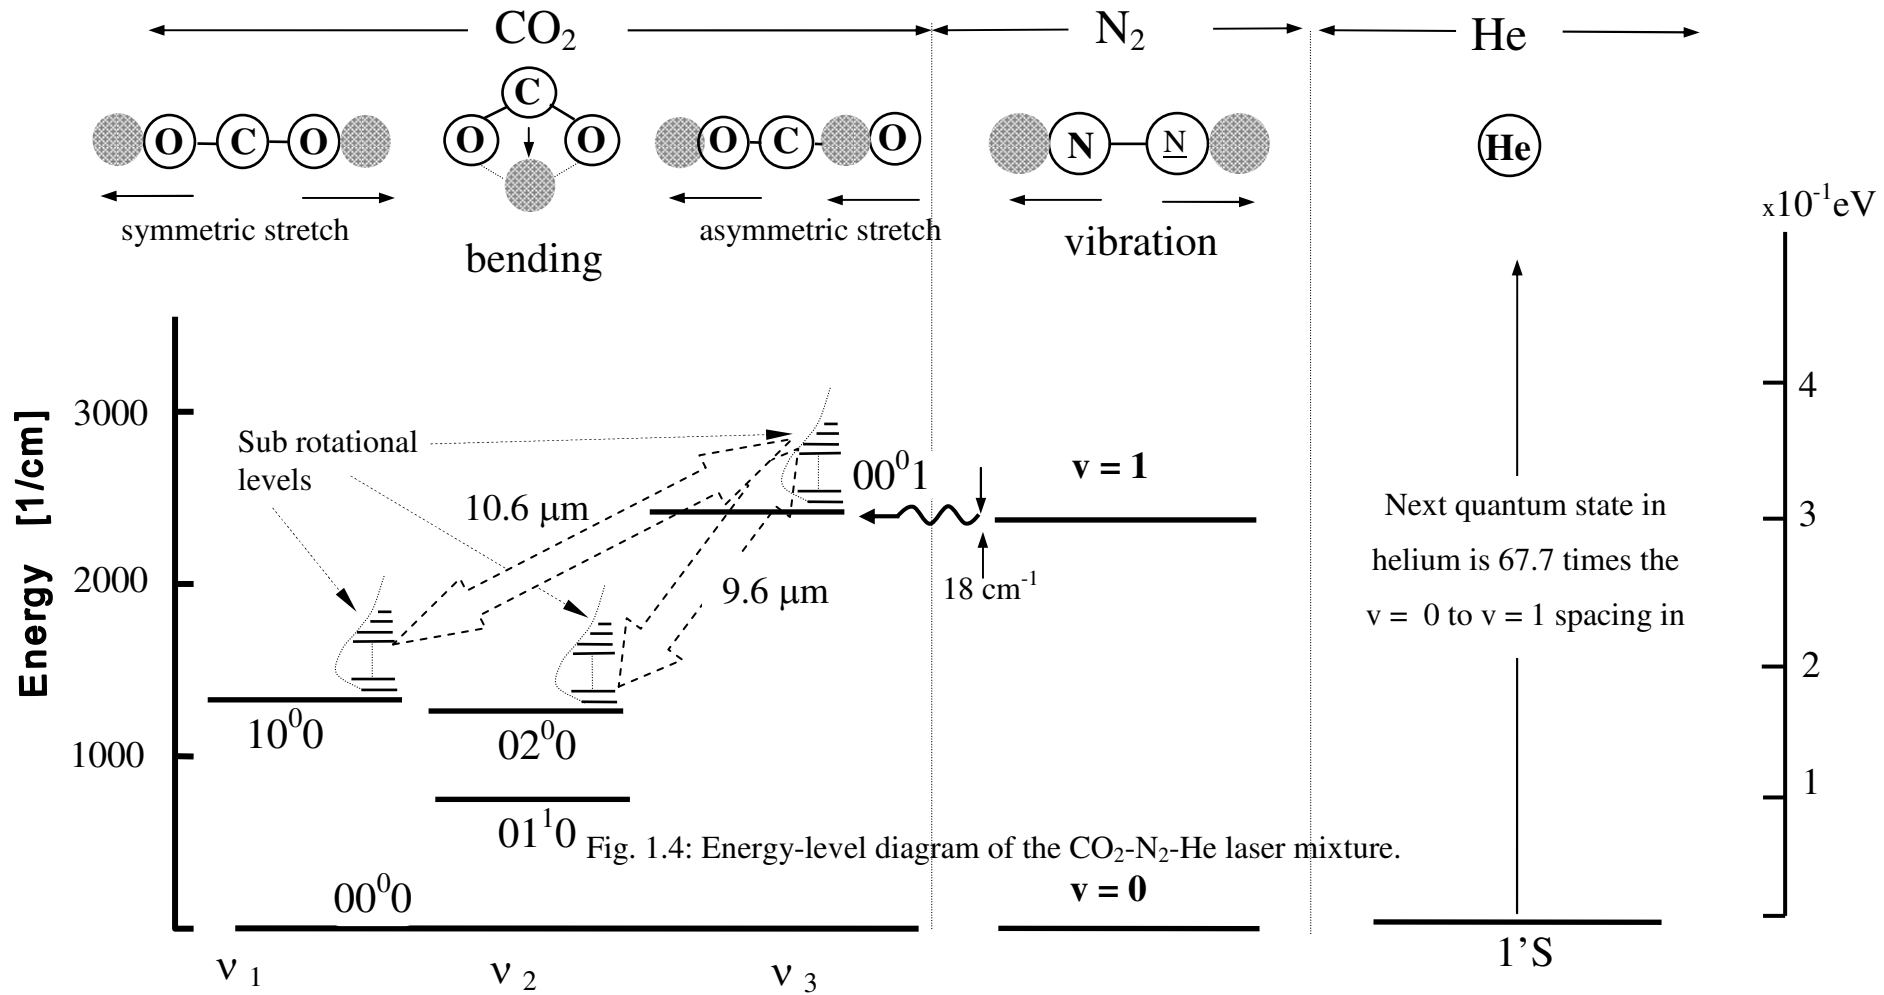 CO₂
N₂
He
O C O
C
O O
O C O
N N
He
symmetric stretch
bending
asymmetric stretch
vibration
x10⁻¹eV
Energy [1/cm]
3000
2000
1000
Sub rotational
levels
10.6 μm
9.6 μm
00⁰1
v = 1
18 cm⁻¹
10⁰0
02⁰0
01¹0
00⁰0
v = 0
Next quantum state in
helium is 67.7 times the
v = 0 to v = 1 spacing in
4
3
2
1
Fig. 1.4: Energy-level diagram of the CO₂-N₂-He laser mixture.
1’S
ν ₁
ν ₂
ν ₃